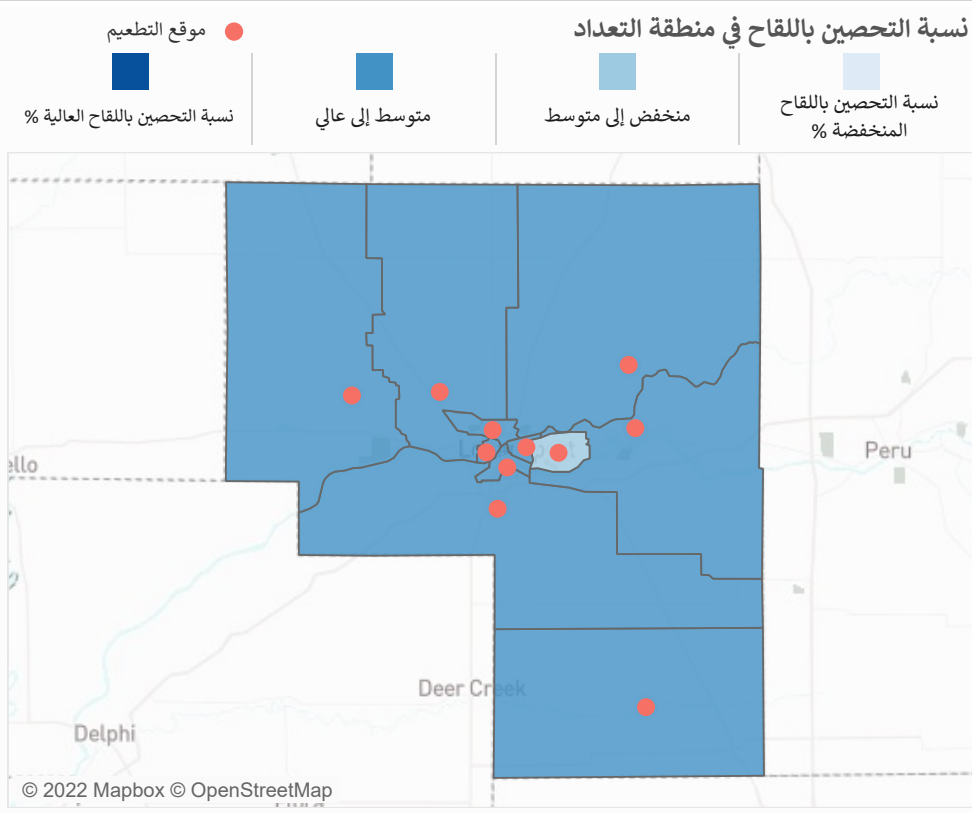 نسبة التحصين باللقاح في منطقة التعداد
موقع التطعيم
نسبة التحصين باللقاح
المنخفضة %
منخفض إلى متوسط
متوسط إلى عالي
نسبة التحصين باللقاح العالية %
ello
Peru
Deer Creek
Delphi
© 2022 Mapbox © OpenStreetMap